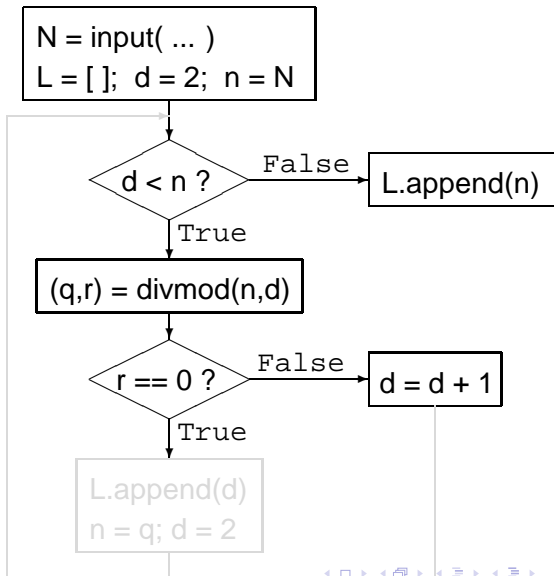 N = input( ... )
L = [ ]; d = 2; n = N
d < n ?
False
L.append(n)
True
(q,r) = divmod(n,d)
r == 0 ?
False
d = d + 1
True
L.append(d)
n = q; d = 2